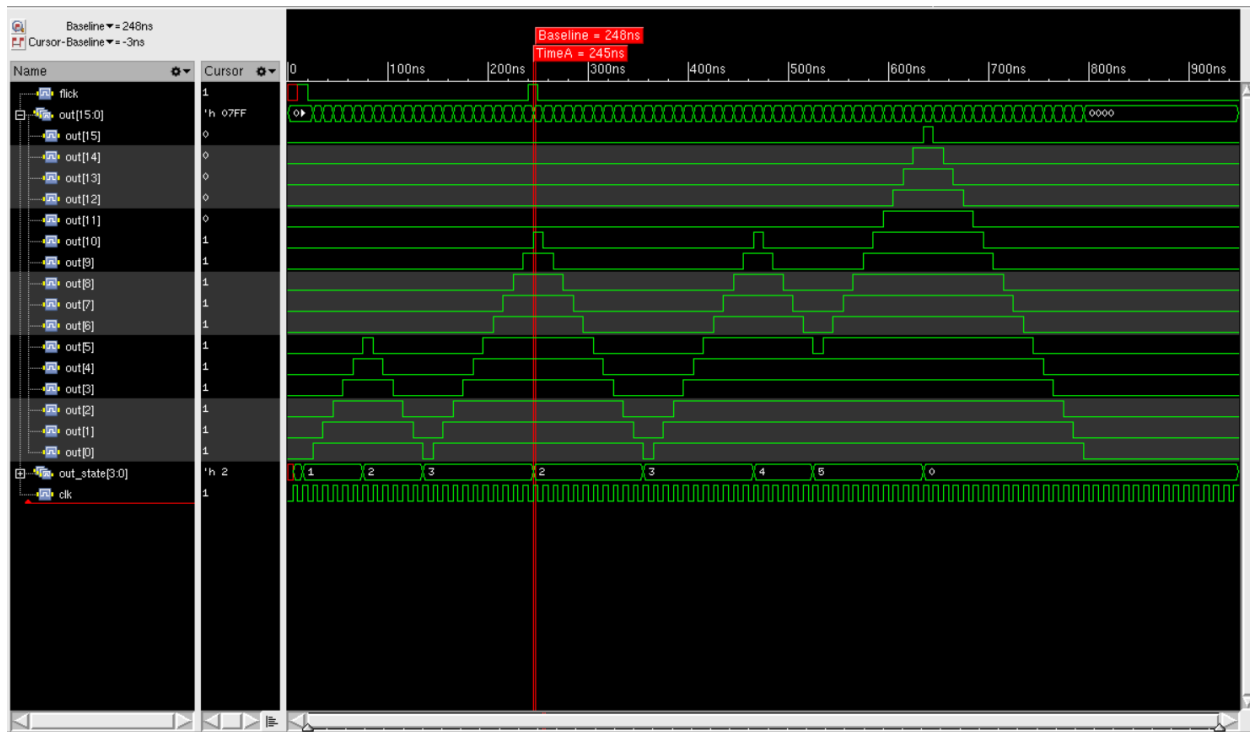 Baseline▼= 248ns
Cursor-Baseline▼= -3ns
Baseline = 248ns
TimeA = 245ns
Name Cursor 0 100ns 200ns 300ns 400ns 500ns 600ns 700ns 800ns 900ns
flick 1
out[15:0] 'h 07FF 0 0000
out[15] 0
out[14] 0
out[13] 0
out[12] 0
out[11] 0
out[10] 1
out[9] 1
out[8] 1
out[7] 1
out[6] 1
out[5] 1
out[4] 1
out[3] 1
out[2] 1
out[1] 1
out[0] 1
out_state[3:0] 'h 2 1 2 3 2 3 4 5 0
clk 1